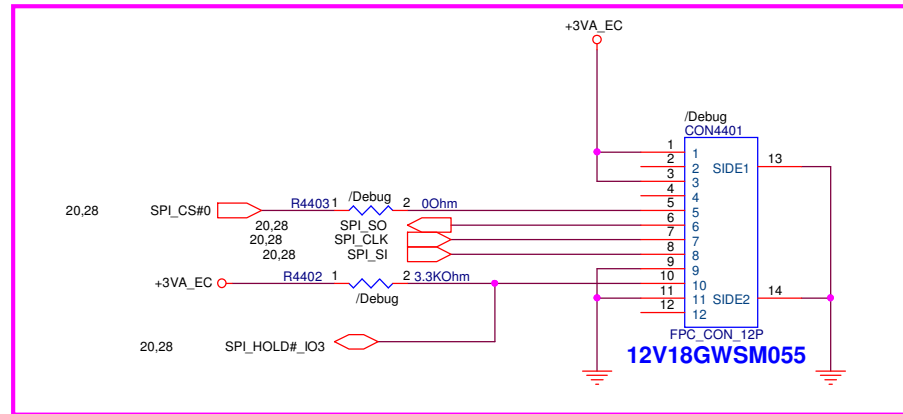 +3VA_EC
/Debug
CON4401
1 1
2 2
3 3
4 4
5 5
6 6
7 7
8 8
9 9
10 10
11 11
12 12
SIDE1 13
SIDE2 14
20,28 SPI_CS#0 R4403 1 /Debug 2 0Ohm
20,28 SPI_SO
20,28 SPI_CLK
20,28 SPI_SI
+3VA_EC R4402 1 /Debug 2 3.3KOhm
20,28 SPI_HOLD#_IO3
FPC_CON_12P
12V18GWSM055